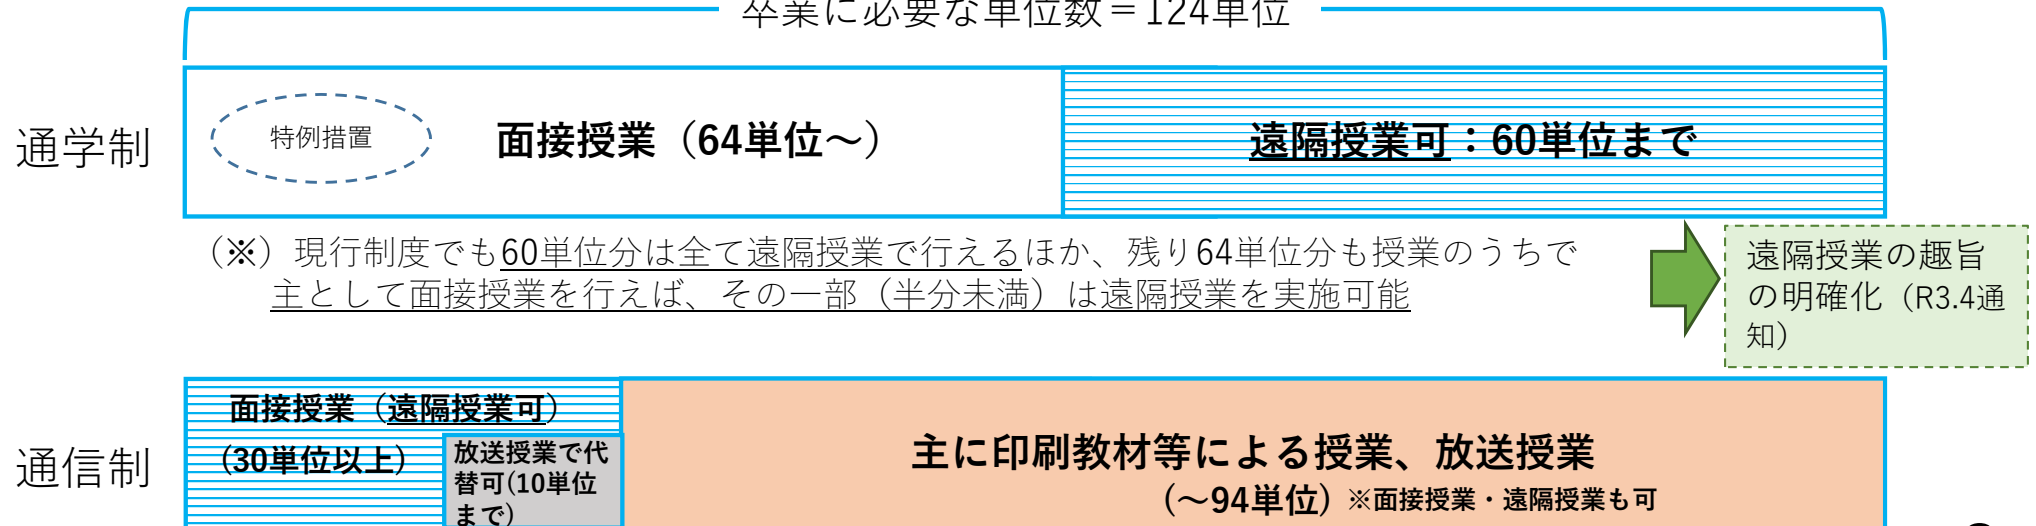 卒業に必要な単位数＝124単位
通学制
特例措置
面接授業（64単位～）
遠隔授業可：60単位まで
（※）現行制度でも60単位分は全て遠隔授業で行えるほか、残り64単位分も授業のうちで
主として面接授業を行えば、その一部（半分未満）は遠隔授業を実施可能
遠隔授業の趣旨
の明確化（R3.4通
知）
通信制
面接授業（遠隔授業可）
(30単位以上)
放送授業で代
替可(10単位
まで)
主に印刷教材等による授業、放送授業
(～94単位) ※面接授業・遠隔授業も可